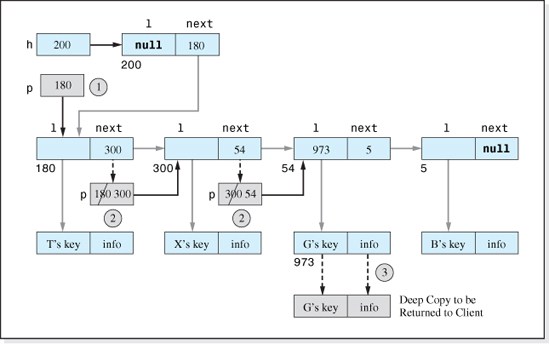 l next
h 200 null 180
200
p 180 1
l next l l next l next
300 54 973 5 null
180 300 54 5
p 180 300 p 300 54
2 2
T's key info X's key info G's key info B's key info
973
3
G's key info Deep Copy to be
Returned to Client